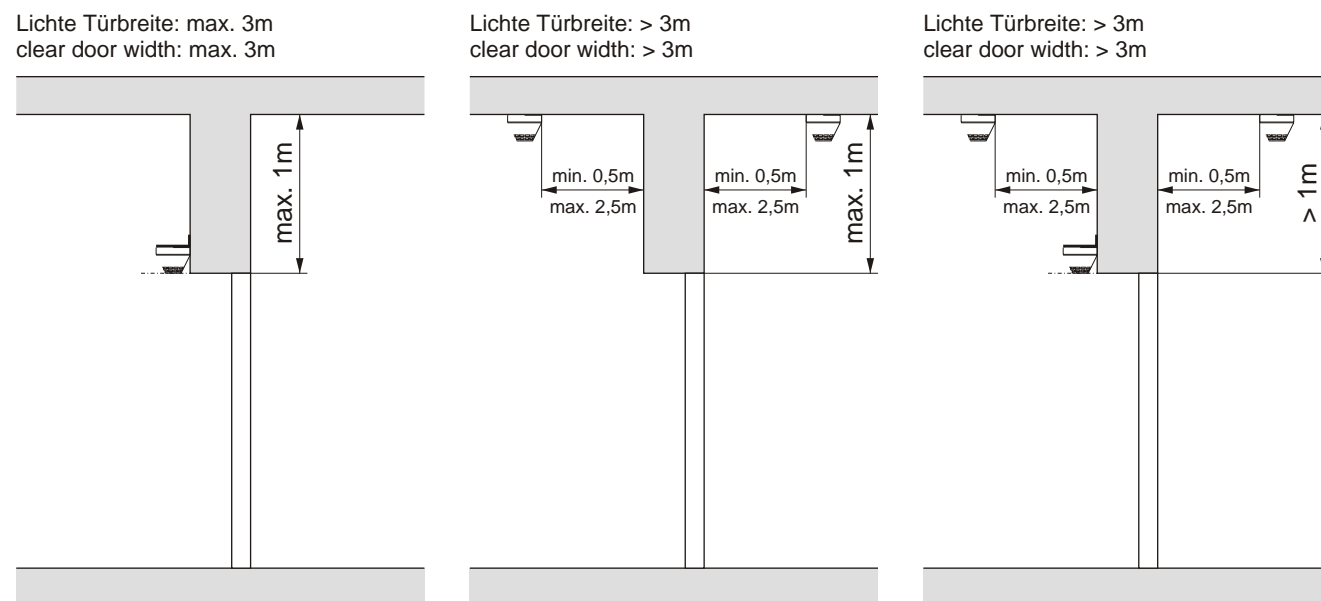 Lichte Türbreite: max. 3m
clear door width: max. 3m
max. 1m
Lichte Türbreite: > 3m
clear door width: > 3m
min. 0,5m
max. 2,5m
min. 0,5m
max. 2,5m
max. 1m
Lichte Türbreite: > 3m
clear door width: > 3m
min. 0,5m
max. 2,5m
min. 0,5m
max. 2,5m
> 1m